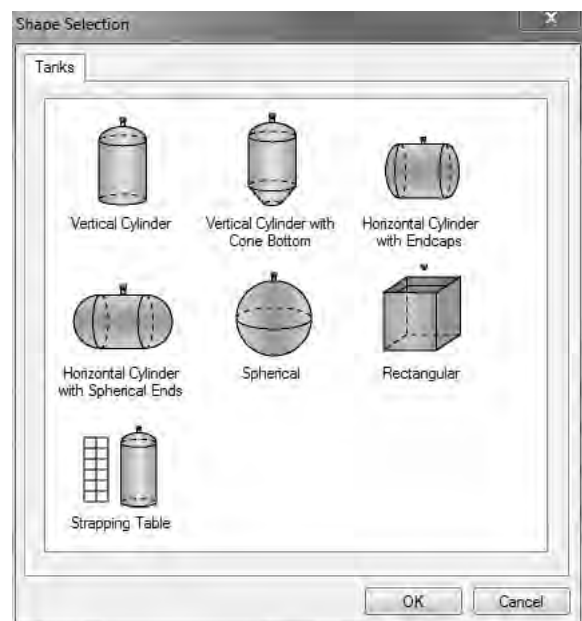 Shape Selection
Tanks
Vertical Cylinder
Vertical Cylinder with
Cone Bottom
Horizontal Cylinder
with Endcaps
Horizontal Cylinder
with Spherical Ends
Spherical
Rectangular
Strapping Table
OK
Cancel